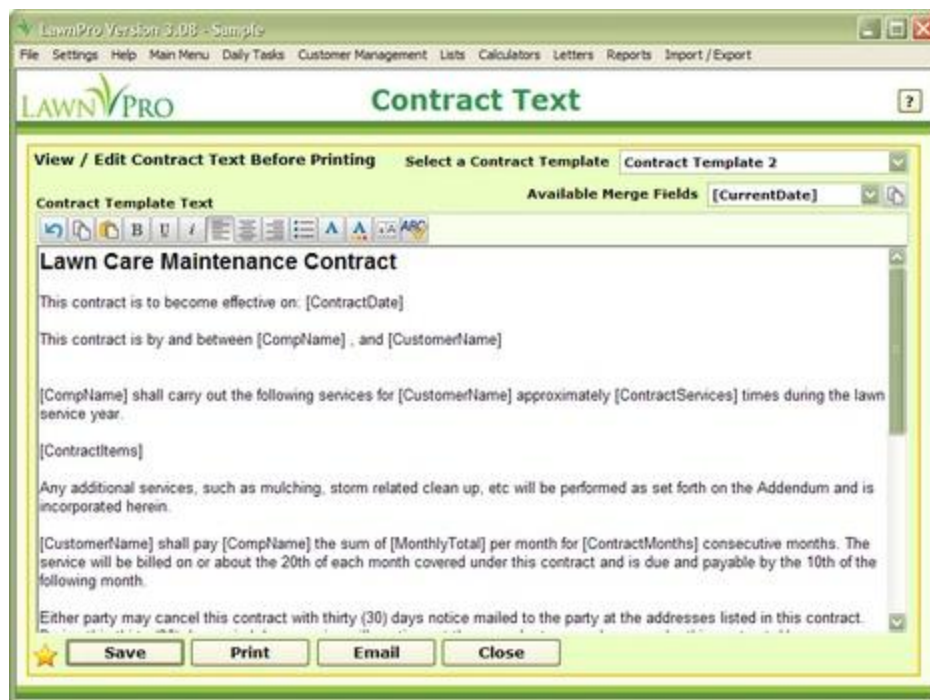 LawnPro Version 3.08 - Sample
File Settings Help Main Menu Daily Tasks Customer Management Lists Calculators Letters Reports Import / Export
LAWN PRO
Contract Text
?
View / Edit Contract Text Before Printing
Select a Contract Template Contract Template 2
Available Merge Fields [CurrentDate]
Contract Template Text
B U I A A ABC
Lawn Care Maintenance Contract
This contract is to become effective on: [ContractDate]
This contract is by and between [CompName] , and [CustomerName]
[CompName] shall carry out the following services for [CustomerName] approximately [ContractServices] times during the lawn
service year.
[ContractItems]
Any additional services, such as mulching, storm related clean up, etc will be performed as set forth on the Addendum and is
incorporated herein.
[CustomerName] shall pay [CompName] the sum of [MonthlyTotal] per month for [ContractMonths] consecutive months. The
service will be billed on or about the 20th of each month covered under this contract and is due and payable by the 10th of the
following month.
Either party may cancel this contract with thirty (30) days notice mailed to the party at the addresses listed in this contract.
Save Print Email Close